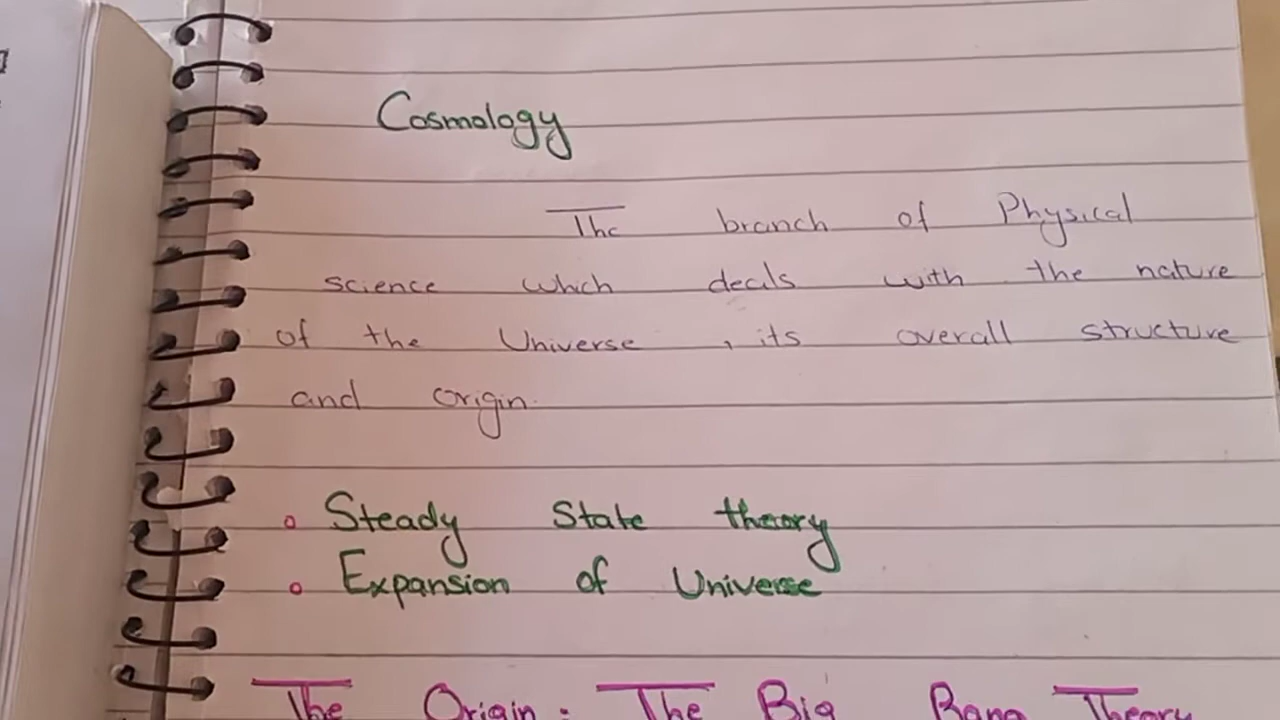 Cosmology
The branch of Physical
science which deals with the nature
of the Universe , its overall structure
and origin.
Steady State theory
Expansion of Universe
The Origin : The Big Bang Theory